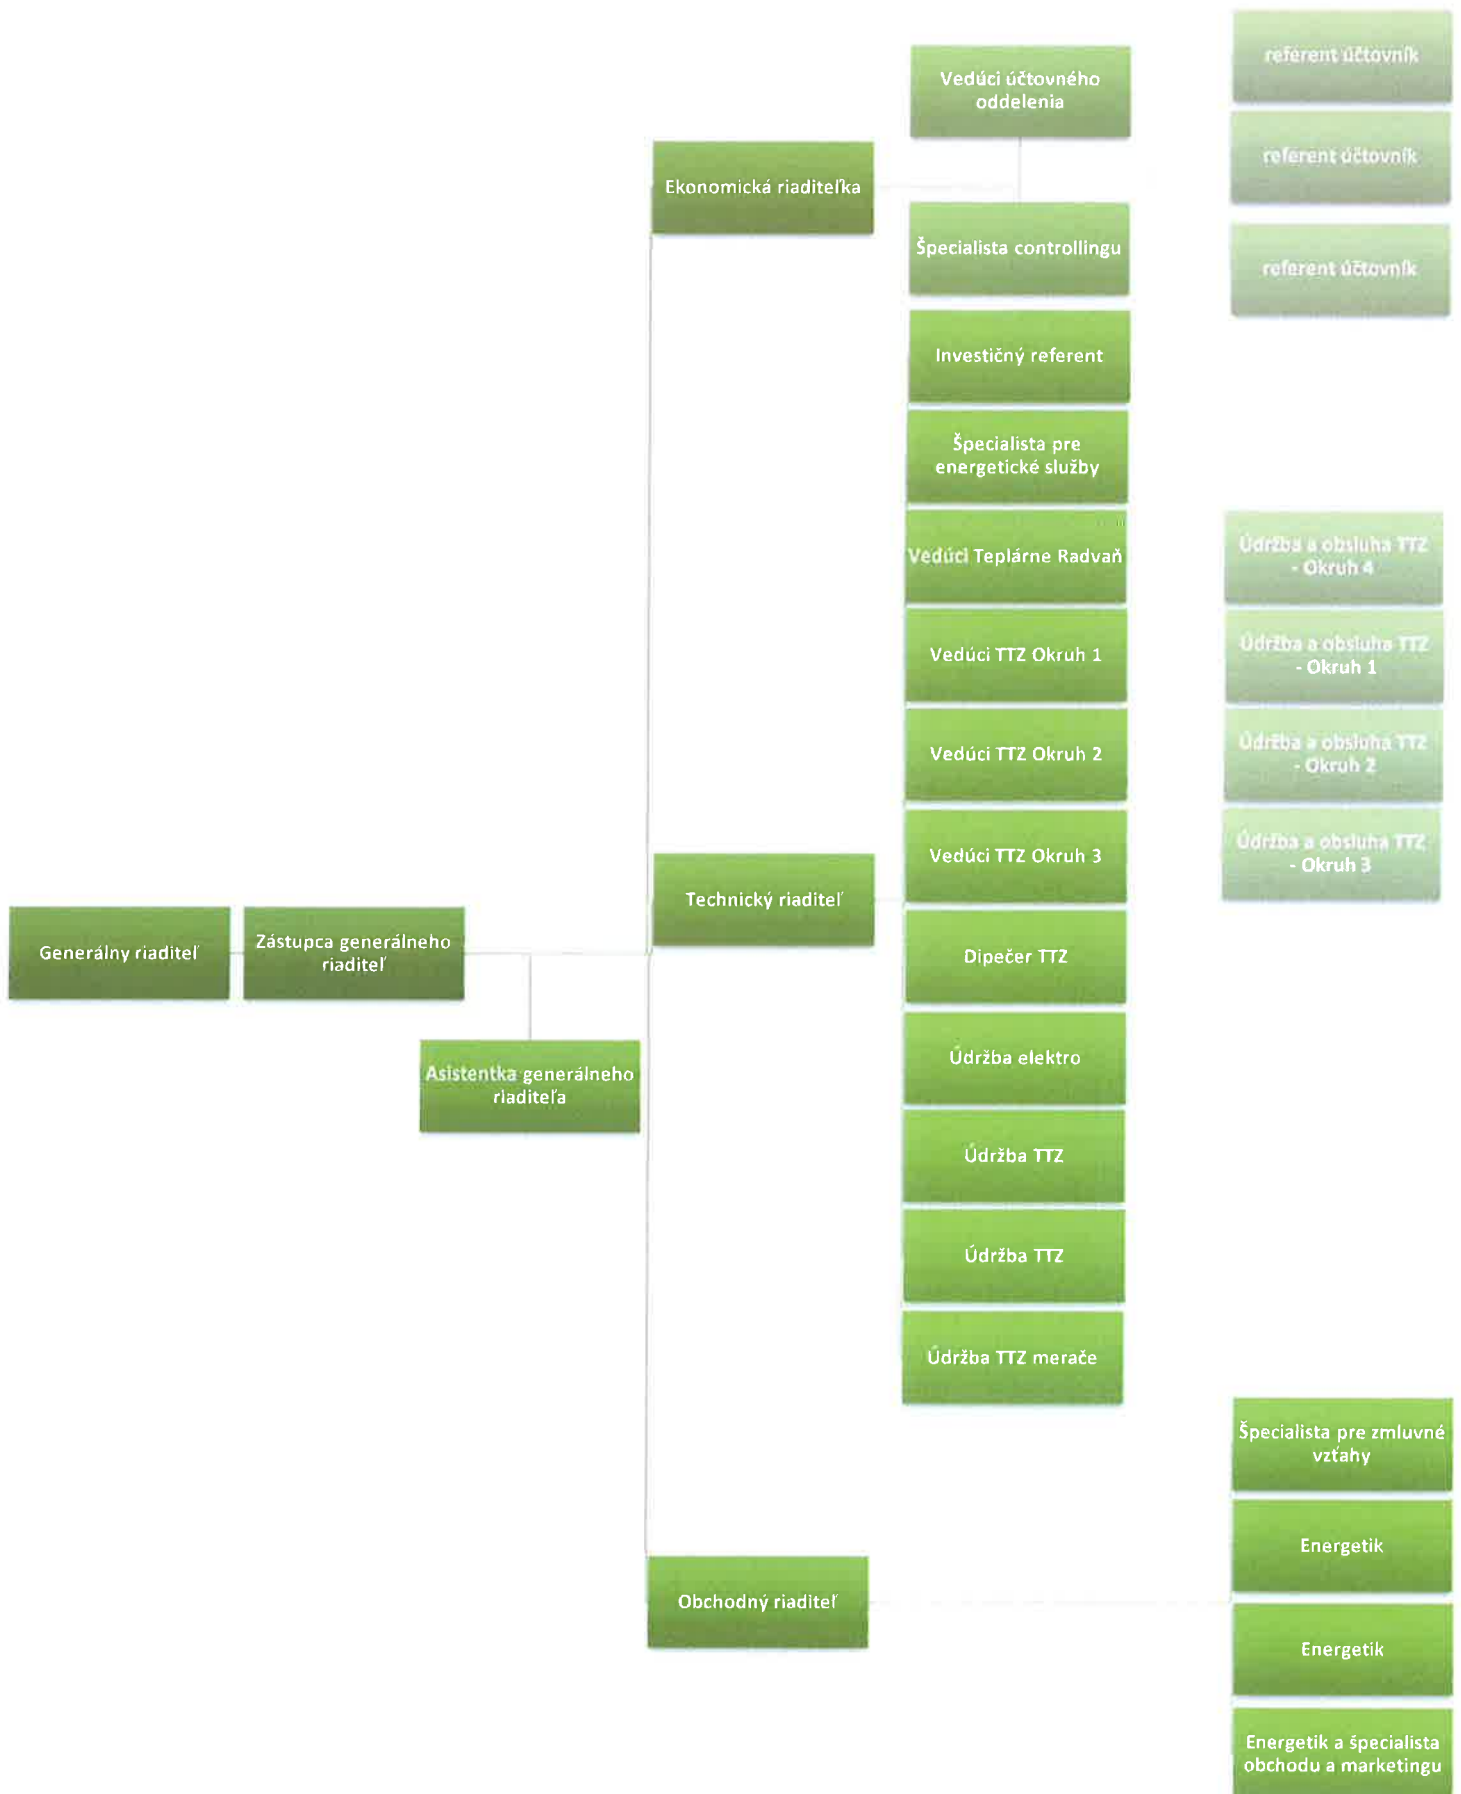 referent účtovník
Vedúci účtovného
oddelenia
referent účtovník
Ekonomická riaditeľka
Špecialista controllingu
referent účtovník
Investičný referent
Špecialista pre
energetické služby
Vedúci Teplárne Radvaň
Údržba a obsluha TTZ
- Okruh 4
Vedúci TTZ Okruh 1
Údržba a obsluha TTZ
- Okruh 1
Vedúci TTZ Okruh 2
Údržba a obsluha TTZ
- Okruh 2
Vedúci TTZ Okruh 3
Údržba a obsluha TTZ
- Okruh 3
Technický riaditeľ
Generálny riaditeľ
Zástupca generálneho
riaditeľ
Dipečer TTZ
Asistentka generálneho
riaditeľa
Údržba elektro
Údržba TTZ
Údržba TTZ
Údržba TTZ merače
Špecialista pre zmluvné
vzťahy
Energetik
Obchodný riaditeľ
Energetik
Energetik a špecialista
obchodu a marketingu